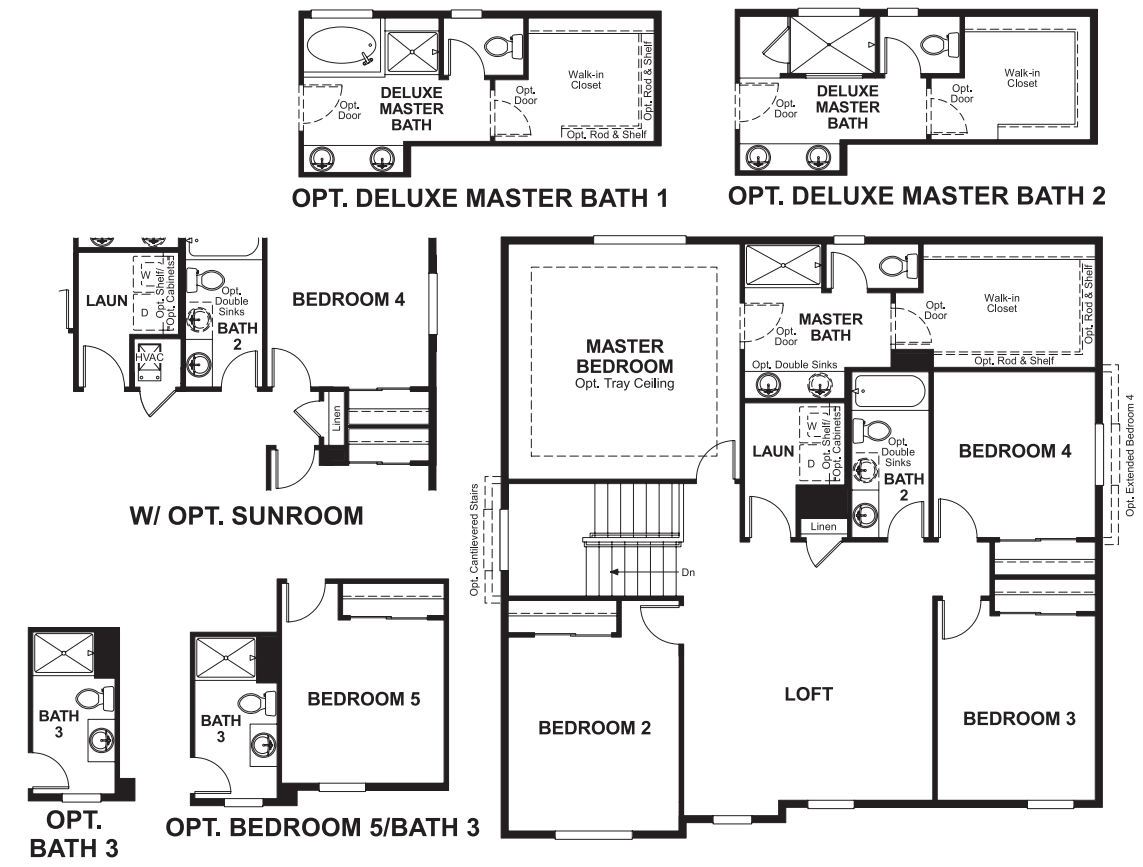 Opt.
Door
DELUXE
MASTER
BATH
Opt.
Door
Walk-in
Closet
Opt. Rod & Shelf
Opt. Rod & Shelf
OPT. DELUXE MASTER BATH 1
Opt.
Door
DELUXE
MASTER
BATH
Opt.
Door
Walk-in
Closet
OPT. DELUXE MASTER BATH 2
LAUN
W
D
Opt. Shelf/
Opt. Cabinets
HVAC
Opt.
Double
Sinks
BATH
2
BEDROOM 4
Linen
W/ OPT. SUNROOM
MASTER
BEDROOM
Opt. Tray Ceiling
Opt.
Door
MASTER
BATH
Opt. Double Sinks
Opt.
Door
Walk-in
Closet
Opt. Rod & Shelf
Opt. Rod & Shelf
LAUN
W
D
Opt. Shelf/
Opt. Cabinets
Linen
Opt.
Double
Sinks
BATH
2
BEDROOM 4
Opt. Extended Bedroom 4
Opt. Cantilevered Stairs
Dn
BEDROOM 2
LOFT
BEDROOM 3
BATH
3
OPT.
BATH 3
BATH
3
BEDROOM 5
OPT. BEDROOM 5/BATH 3